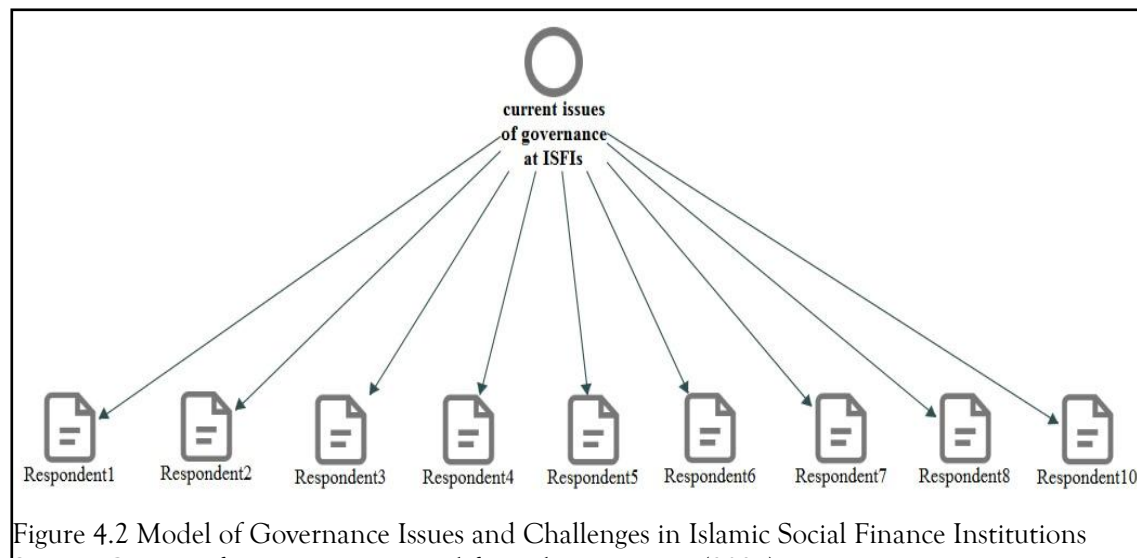 current issues
of governance
at ISFIs
Respondent1
Respondent2
Respondent3
Respondent4
Respondent5
Respondent6
Respondent7
Respondent8
Respondent10
Figure 4.2 Model of Governance Issues and Challenges in Islamic Social Finance Institutions